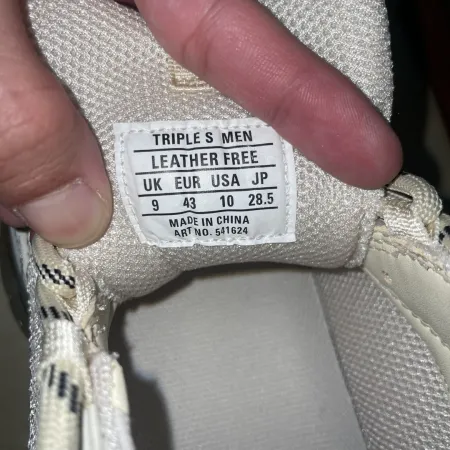 TRIPLE S MEN
LEATHER FREE
UK EUR USA JP
9 43 10 28.5
MADE IN CHINA
ART NO. 541624